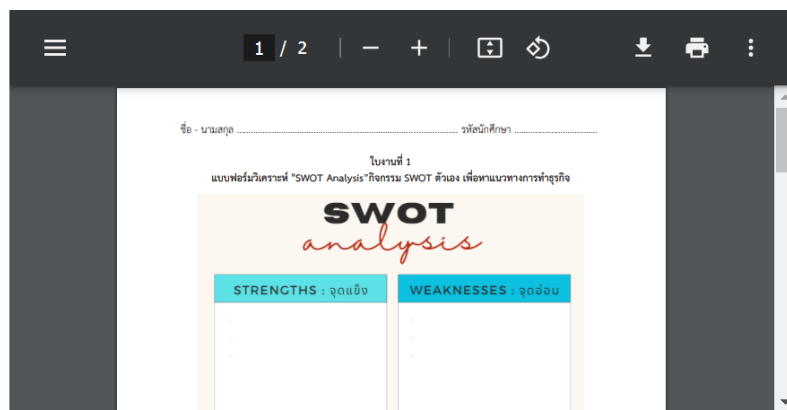 1 / 2
ชื่อ - นามสกุล ........................................................................................ รหัสนักศึกษา .................................
ใบงานที่ 1
แบบฟอร์มวิเคราะห์ "SWOT Analysis"กิจกรรม SWOT ตัวเอง เพื่อหาแนวทางการทำธุรกิจ
SWOT
analysis
STRENGTHS : จุดแข็ง
WEAKNESSES : จุดอ่อน